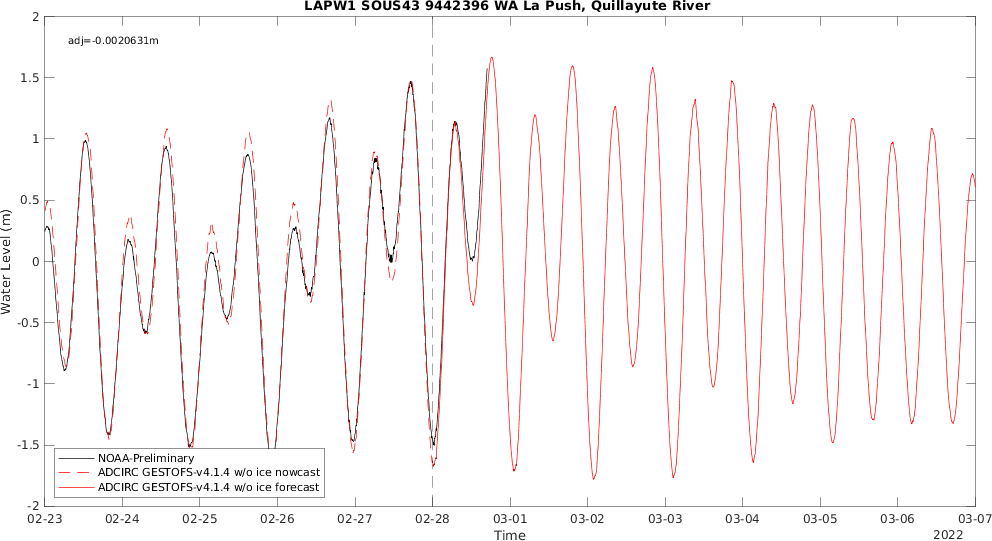 LAPW1 SOUS43 9442396 WA La Push, Quillayute River
adj=-0.0020631m
2
1.5
1
0.5
0
-0.5
-1
-1.5
-2
Water Level (m)
NOAA-Preliminary
ADCIRC GESTOFS-v4.1.4 w/o ice nowcast
ADCIRC GESTOFS-v4.1.4 w/o ice forecast
02-23 02-24 02-25 02-26 02-27 02-28 03-01 03-02 03-03 03-04 03-05 03-06 03-07
Time
2022